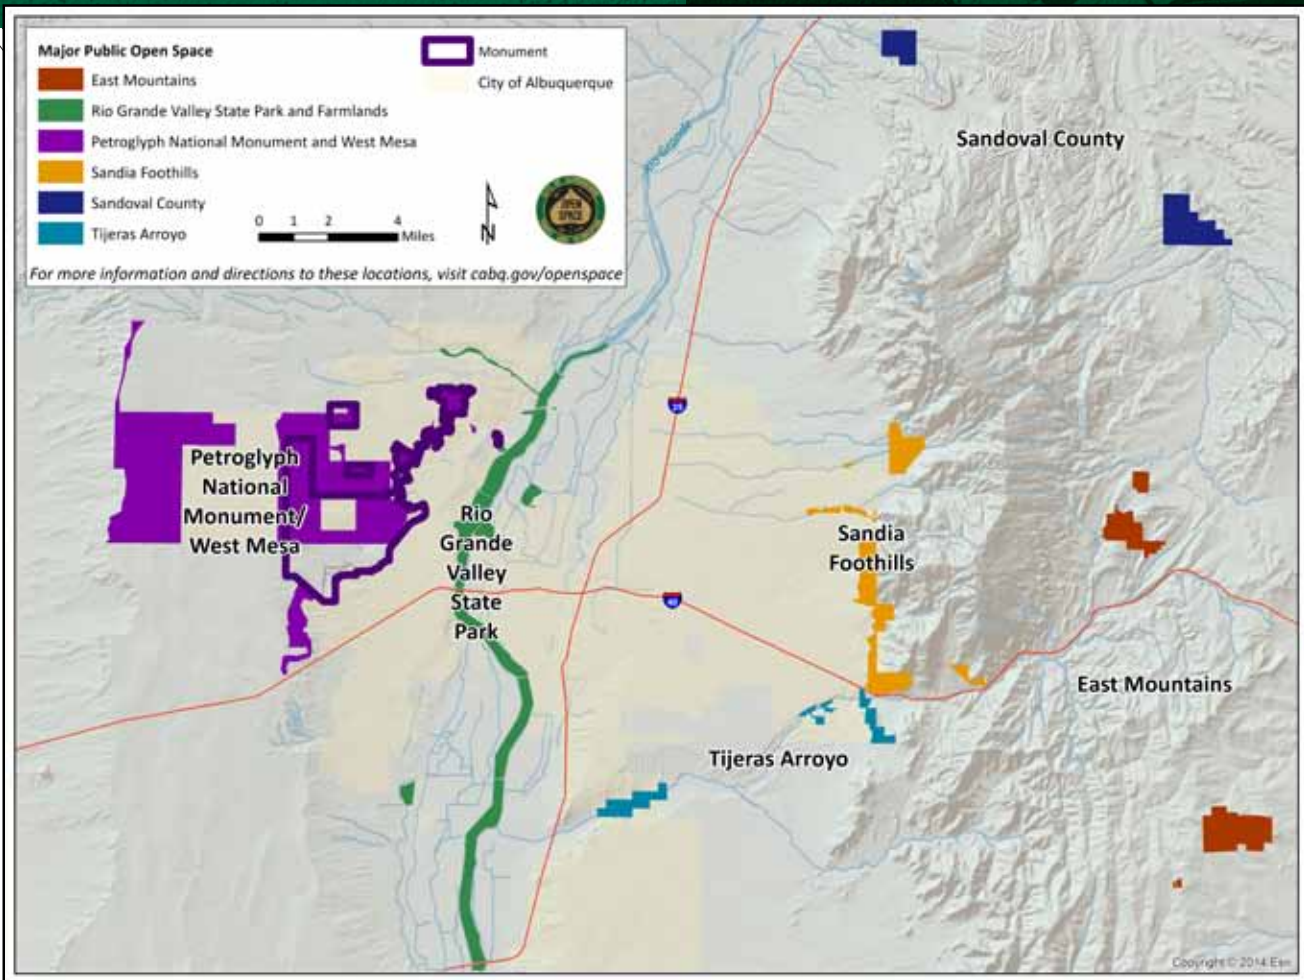 Major Public Open Space
East Mountains
Rio Grande Valley State Park and Farmlands
Petroglyph National Monument and West Mesa
Sandia Foothills
Sandoval County
Tijeras Arroyo
Monument
City of Albuquerque
0 1 2 4
Miles
N
OPEN
SPACE
For more information and directions to these locations, visit cabq.gov/openspace
Rio Grande
Sandoval County
25
Petroglyph
National
Monument/
West Mesa
Rio
Grande
Valley
State
Park
Sandia
Foothills
40
East Mountains
Tijeras Arroyo
Copyright © 2014 Esri